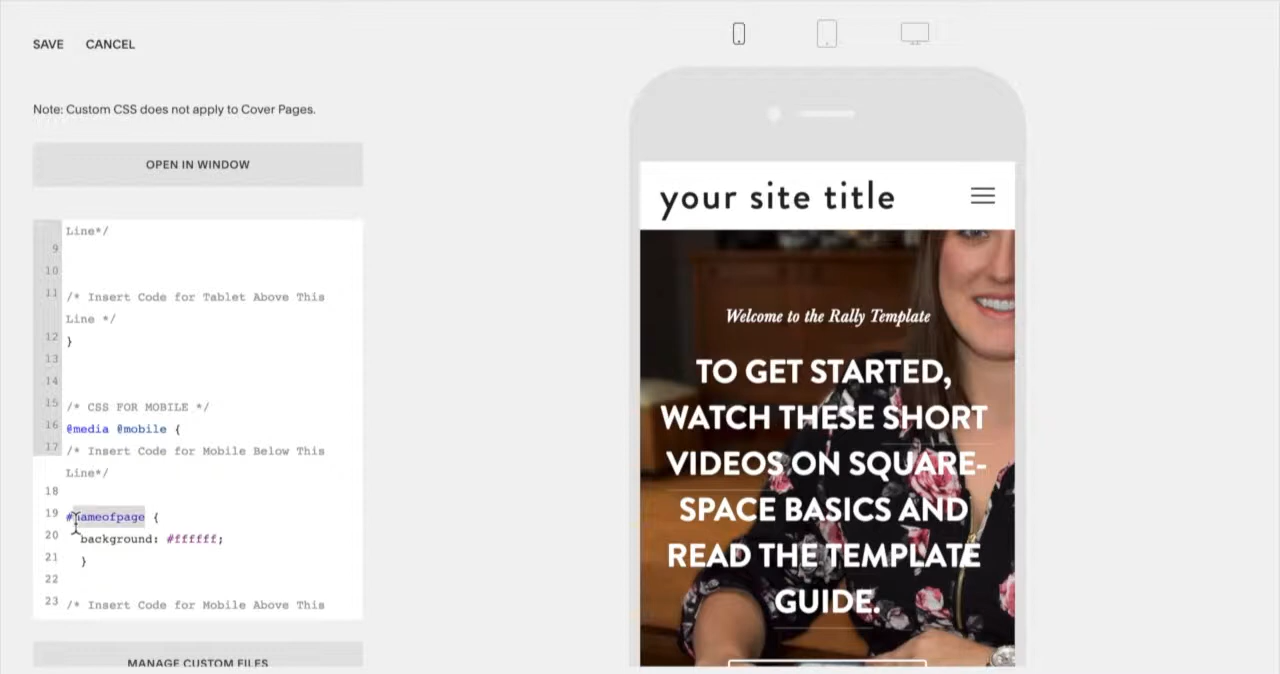 SAVE CANCEL
Note: Custom CSS does not apply to Cover Pages.
OPEN IN WINDOW
Line*/
9
10
11 /* Insert Code for Tablet Above This
Line */
12 }
13
14
15 /* CSS FOR MOBILE */
16 @media @mobile {
17 /* Insert Code for Mobile Below This
Line*/
18
19 #nameofpage {
20 background: #ffffff;
21 }
22
23 /* Insert Code for Mobile Above This
MANAGE CUSTOM FILES
your site title
Welcome to the Rally Template
TO GET STARTED,
WATCH THESE SHORT
VIDEOS ON SQUARE-
SPACE BASICS AND
READ THE TEMPLATE
GUIDE.